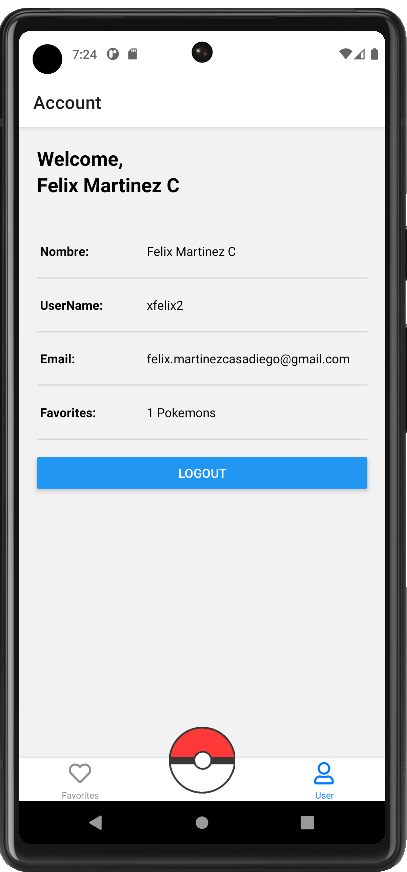 7:24
Account
Welcome,
Felix Martinez C
Nombre: Felix Martinez C
UserName: xfelix2
Email: felix.martinezcasadiego@gmail.com
Favorites: 1 Pokemons
LOGOUT
Favorites User